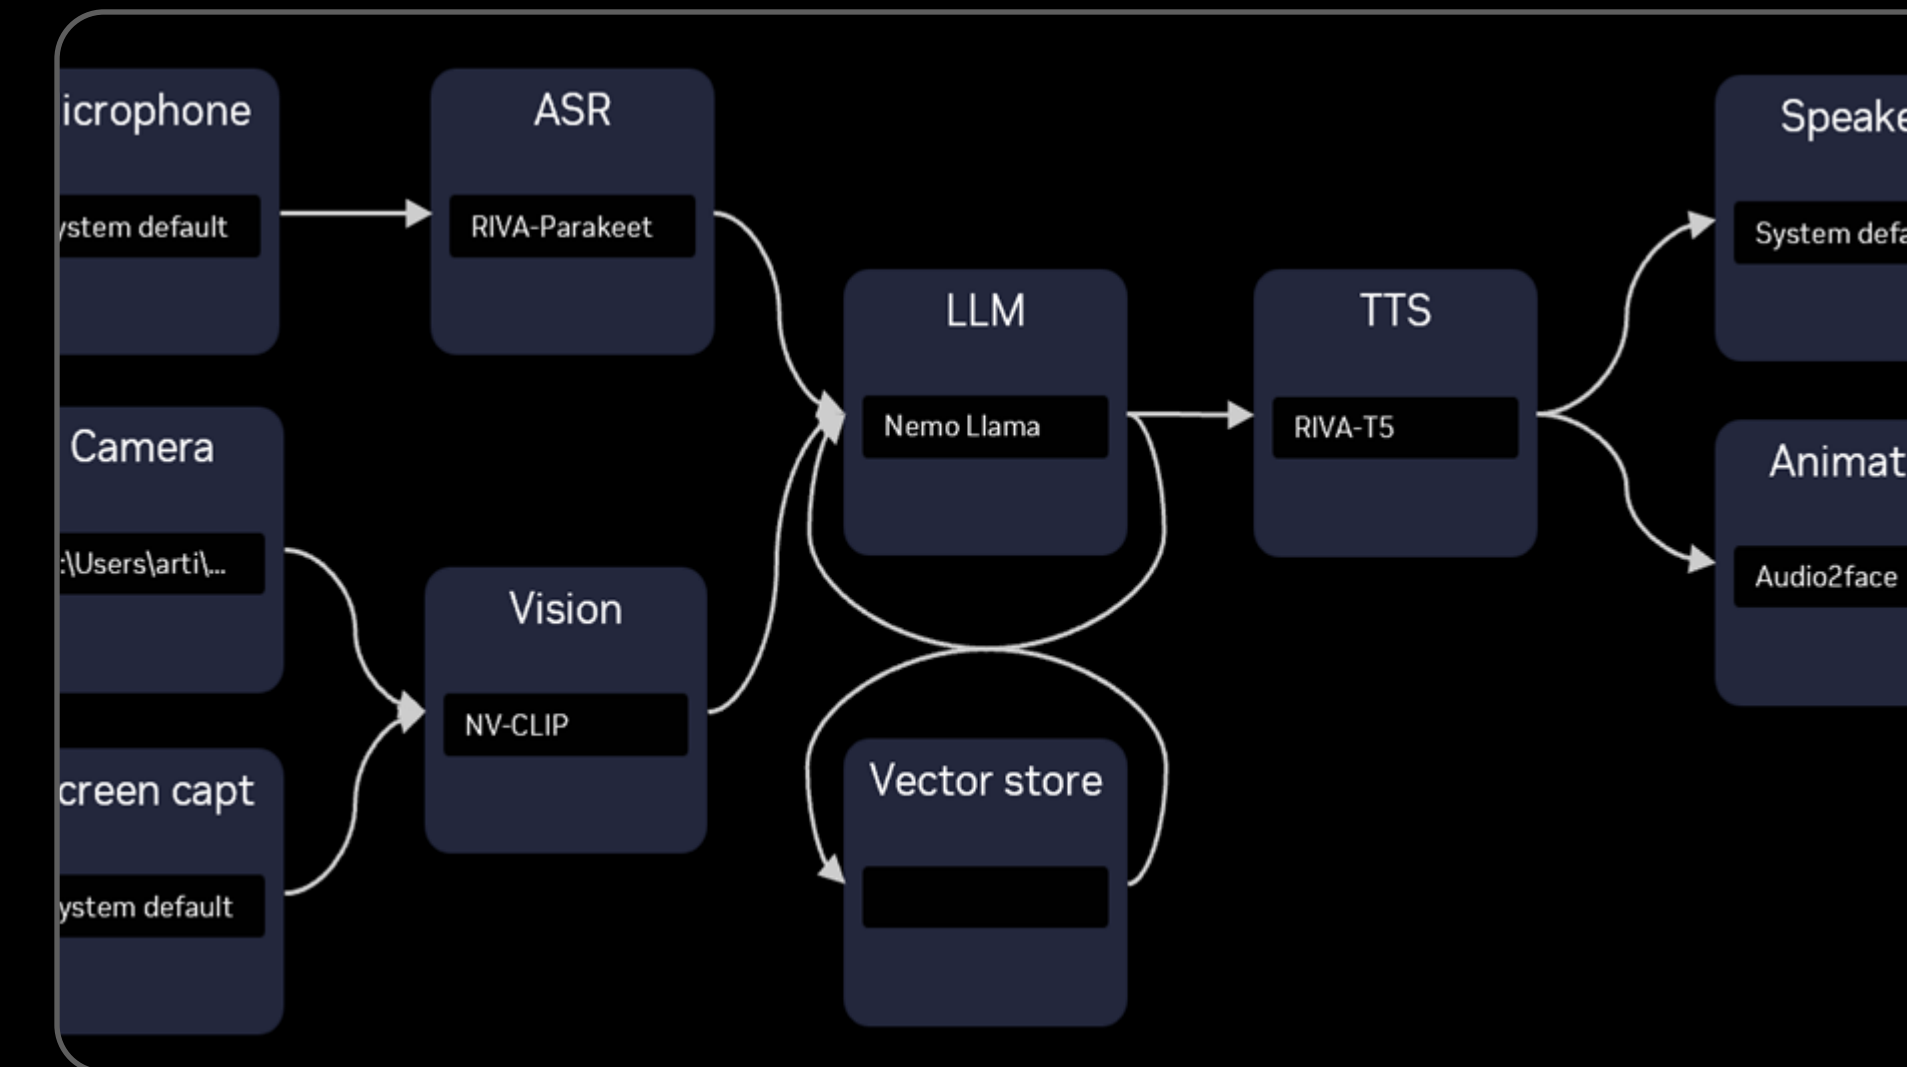 icrophone
ystem default
ASR
RIVA-Parakeet
Camera
:\Users\arti\...
creen capt
ystem default
Vision
NV-CLIP
LLM
Nemo Llama
Vector store
TTS
RIVA-T5
Speake
System defa
Animat
Audio2face